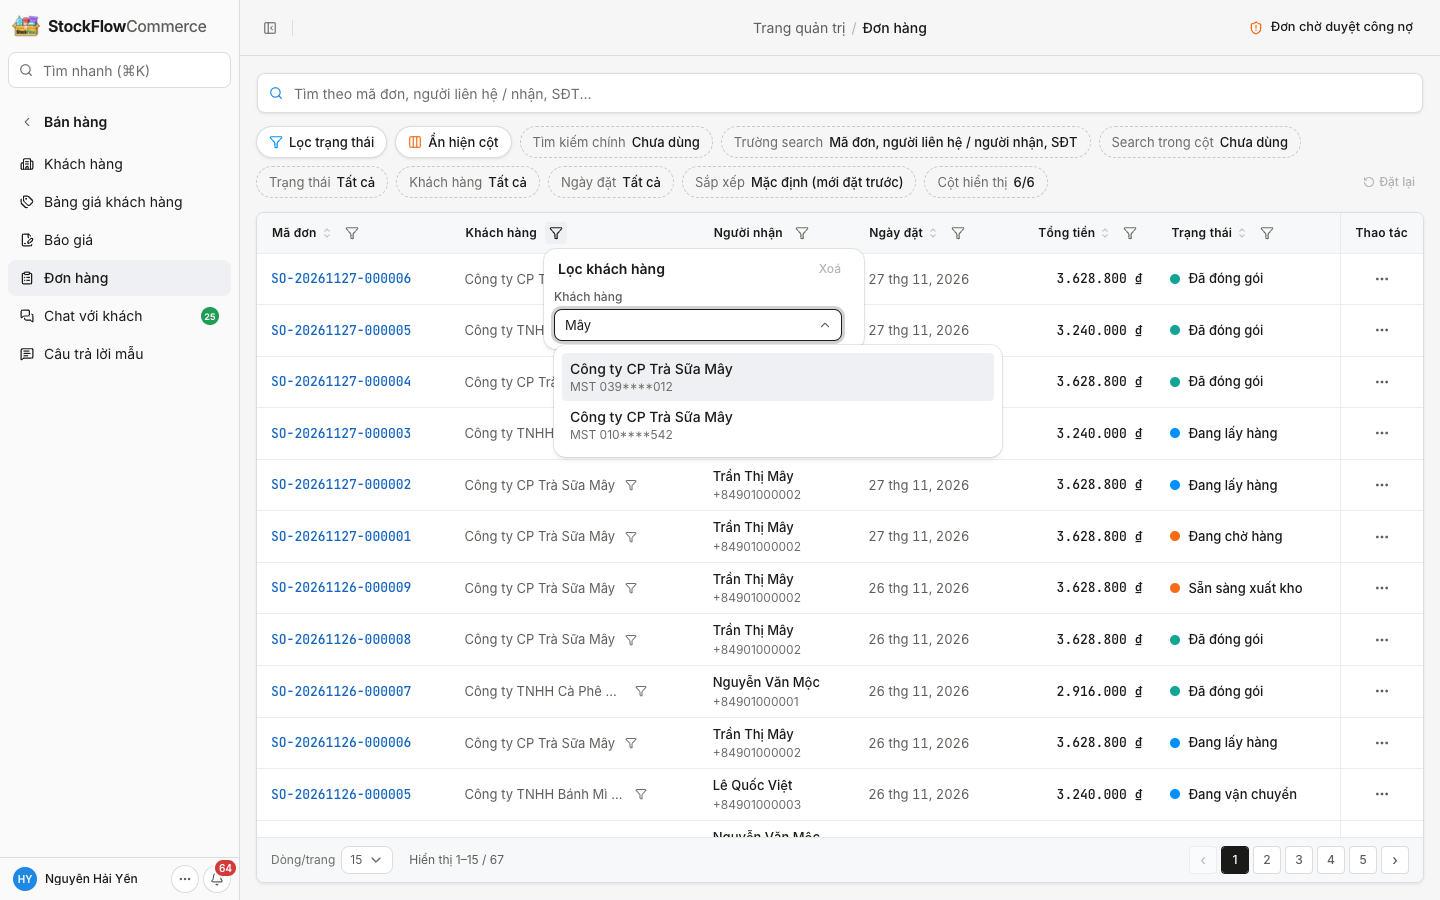 StockFlowCommerce
Tìm nhanh (⌘K)
Bán hàng
Khách hàng
Bảng giá khách hàng
Báo giá
Đơn hàng
Chat với khách 25
Câu trả lời mẫu
HY Nguyên Hải Yên 64
Trang quản trị / Đơn hàng
Đơn chờ duyệt công nợ
Tìm theo mã đơn, người liên hệ / nhận, SĐT...
Lọc trạng thái Ẩn hiện cột Tìm kiếm chính Chưa dùng Trường search Mã đơn, người liên hệ / người nhận, SĐT Search trong cột Chưa dùng
Trạng thái Tất cả Khách hàng Tất cả Ngày đặt Tất cả Sắp xếp Mặc định (mới đặt trước) Cột hiển thị 6/6 Đặt lại
Mã đơn Khách hàng Người nhận Ngày đặt Tổng tiền Trạng thái Thao tác
Lọc khách hàng Xoá
Khách hàng
Mây
Công ty CP Trà Sữa Mây
MST 039****012
Công ty CP Trà Sữa Mây
MST 010****542
SO-20261127-000006 Công ty CP T 27 thg 11, 2026 3.628.800 ₫ Đã đóng gói
SO-20261127-000005 Công ty TNH 27 thg 11, 2026 3.240.000 ₫ Đã đóng gói
SO-20261127-000004 Công ty CP Trà 3.628.800 ₫ Đã đóng gói
SO-20261127-000003 Công ty TNHH 3.240.000 ₫ Đang lấy hàng
SO-20261127-000002 Công ty CP Trà Sữa Mây Trần Thị Mây 27 thg 11, 2026 3.628.800 ₫ Đang lấy hàng
+84901000002
SO-20261127-000001 Công ty CP Trà Sữa Mây Trần Thị Mây 27 thg 11, 2026 3.628.800 ₫ Đang chờ hàng
+84901000002
SO-20261126-000009 Công ty CP Trà Sữa Mây Trần Thị Mây 26 thg 11, 2026 3.628.800 ₫ Sẵn sàng xuất kho
+84901000002
SO-20261126-000008 Công ty CP Trà Sữa Mây Trần Thị Mây 26 thg 11, 2026 3.628.800 ₫ Đã đóng gói
+84901000002
SO-20261126-000007 Công ty TNHH Cà Phê ... Nguyễn Văn Mộc 26 thg 11, 2026 2.916.000 ₫ Đã đóng gói
+84901000001
SO-20261126-000006 Công ty CP Trà Sữa Mây Trần Thị Mây 26 thg 11, 2026 3.628.800 ₫ Đang lấy hàng
+84901000002
SO-20261126-000005 Công ty TNHH Bánh Mì ... Lê Quốc Việt 26 thg 11, 2026 3.240.000 ₫ Đang vận chuyển
+84901000003
Nguyễn Văn Mộc
Dòng/trang 15 Hiển thị 1–15 / 67 ‹ 1 2 3 4 5 ›